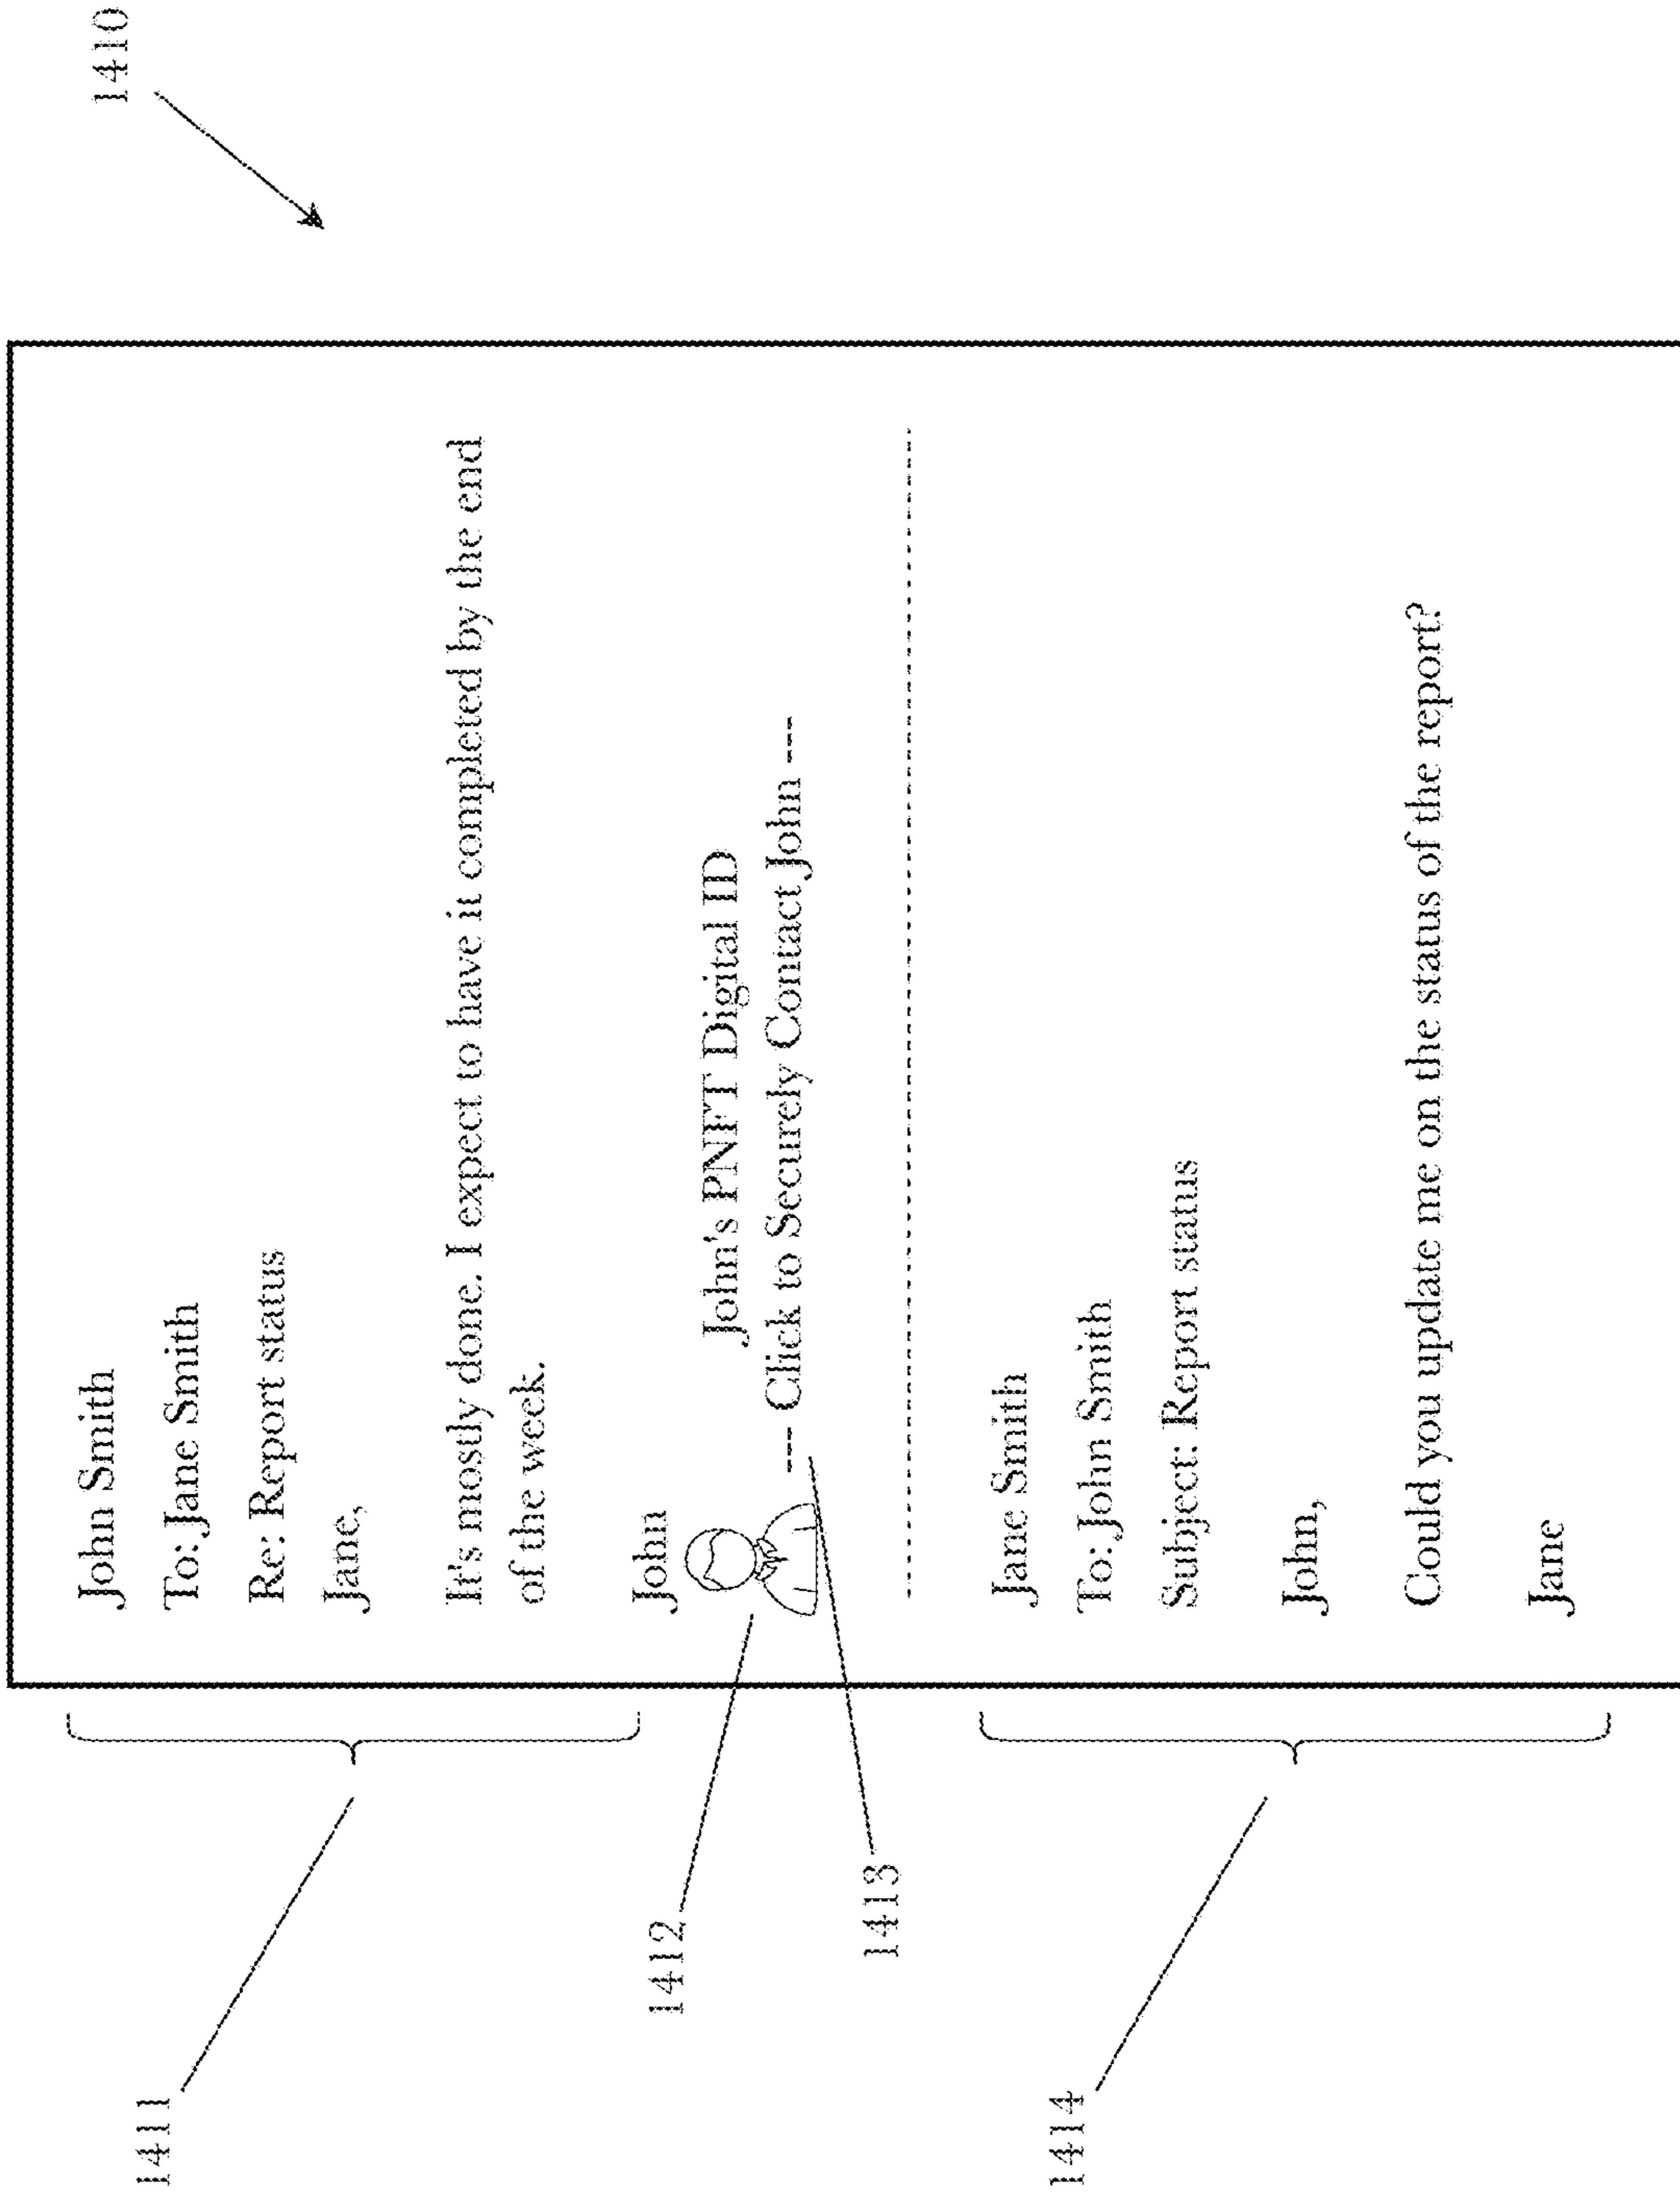 1410
1411
John Smith
To: Jane Smith
Re: Report status
Jane,
It's mostly done. I expect to have it completed by the end
of the week.
John
1412
John's PNFT Digital ID
--- Click to Securely Contact John ---
1413
1414
Jane Smith
To: John Smith
Subject: Report status
John,
Could you update me on the status of the report?
Jane